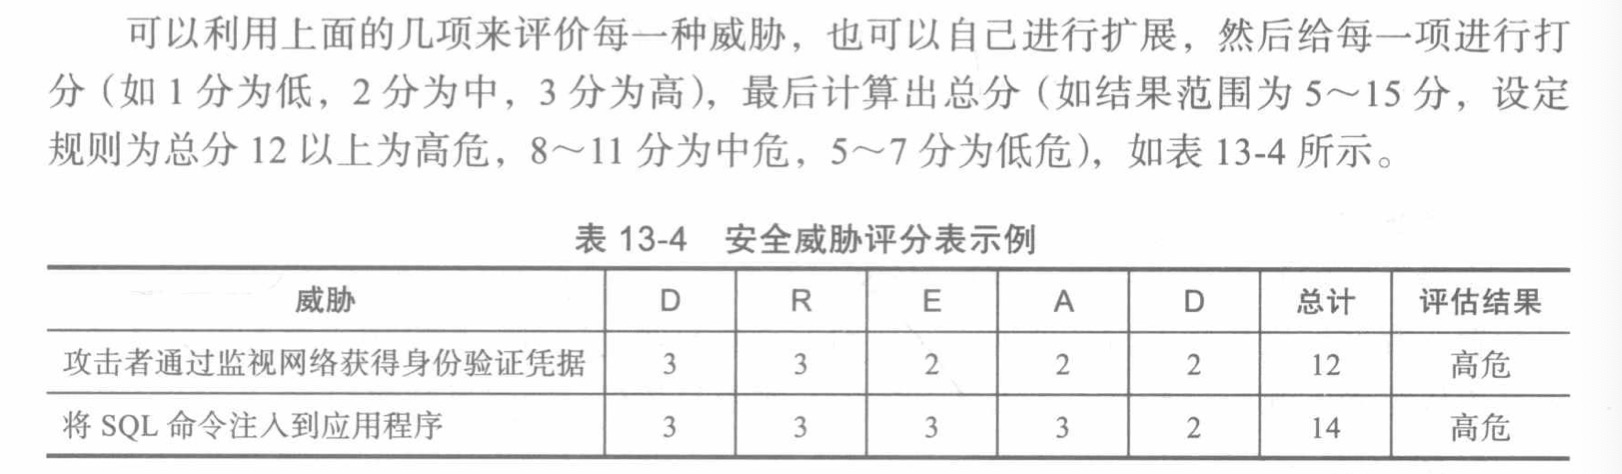 可以利用上面的几项来评价每一种威胁，也可以自己进行扩展，然后给每一项进行打
分（如 1 分为低，2 分为中，3 分为高），最后计算出总分（如结果范围为 5～15 分，设定
规则为总分 12 以上为高危，8～11 分为中危，5～7 分为低危），如表 13-4 所示。
表 13-4 安全威胁评分表示例
威胁 D R E A D 总计 评估结果
攻击者通过监视网络获得身份验证凭据 3 3 2 2 2 12 高危
将 SQL 命令注入到应用程序 3 3 3 3 2 14 高危